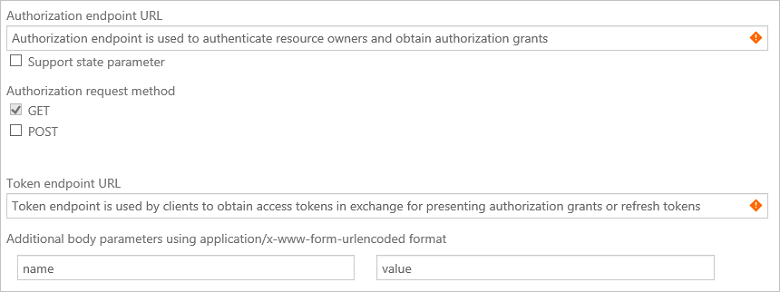 Authorization endpoint URL
Authorization endpoint is used to authenticate resource owners and obtain authorization grants
Support state parameter
Authorization request method
GET
POST
Token endpoint URL
Token endpoint is used by clients to obtain access tokens in exchange for presenting authorization grants or refresh tokens
Additional body parameters using application/x-www-form-urlencoded format
name value